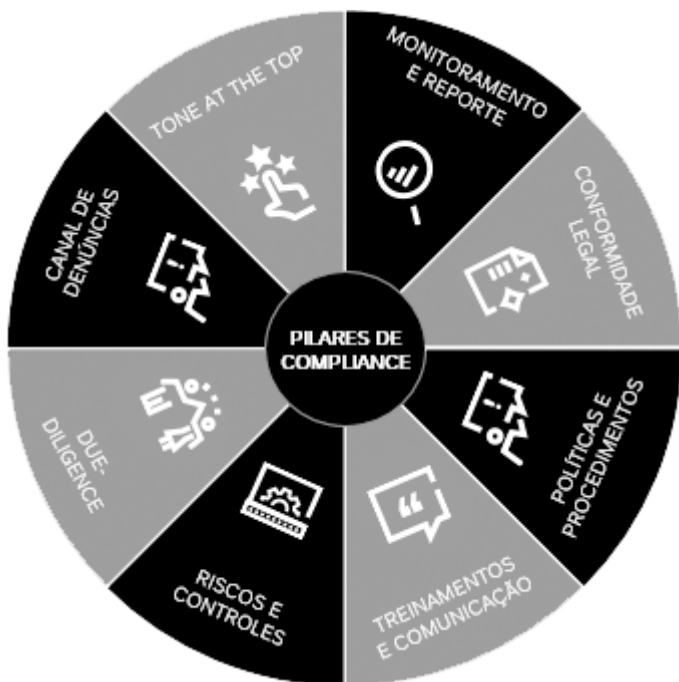 TONE AT THE TOP
MONITORAMENTO
E REPORTE
CONFORMIDADE
LEGAL
POLÍTICAS E
PROCEDIMENTOS
TREINAMENTOS
E COMUNICAÇÃO
RISCOS E
CONTROLES
DUE-
DILIGENCE
CANAL DE
DENÚNCIAS
PILARES DE
COMPLIANCE